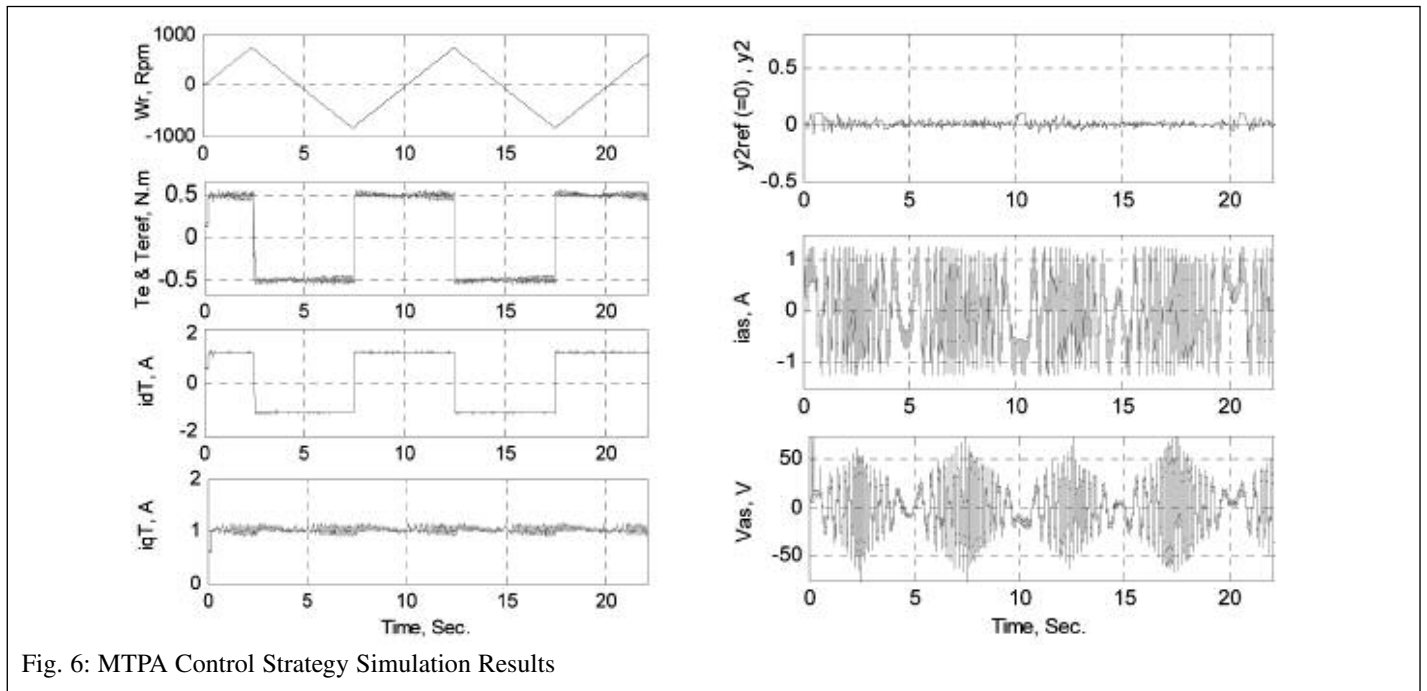 1000
0
-1000
Wr, Rpm
0 5 10 15 20
0.5
0
-0.5
Te & Teref, N.m
0 5 10 15 20
2
0
-2
idT, A
0 5 10 15 20
2
1
0
iqT, A
0 5 10 15 20
Time, Sec.
0.5
0
-0.5
y2ref (=0) , y2
0 5 10 15 20
1
0
-1
ias, A
0 5 10 15 20
50
0
-50
Vas, V
0 5 10 15 20
Time, Sec.
Fig. 6: MTPA Control Strategy Simulation Results